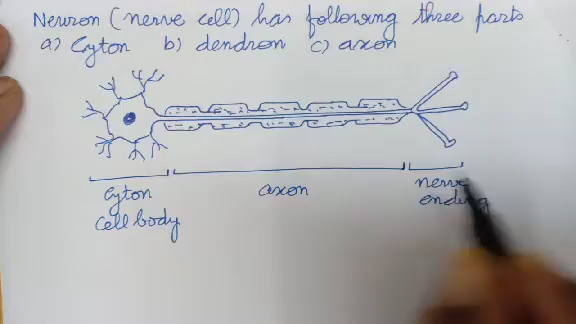 Neuron (nerve cell) has following three parts
a) Cyton b) dendron c) axon
Cyton
cell body
axon
nerve
ending